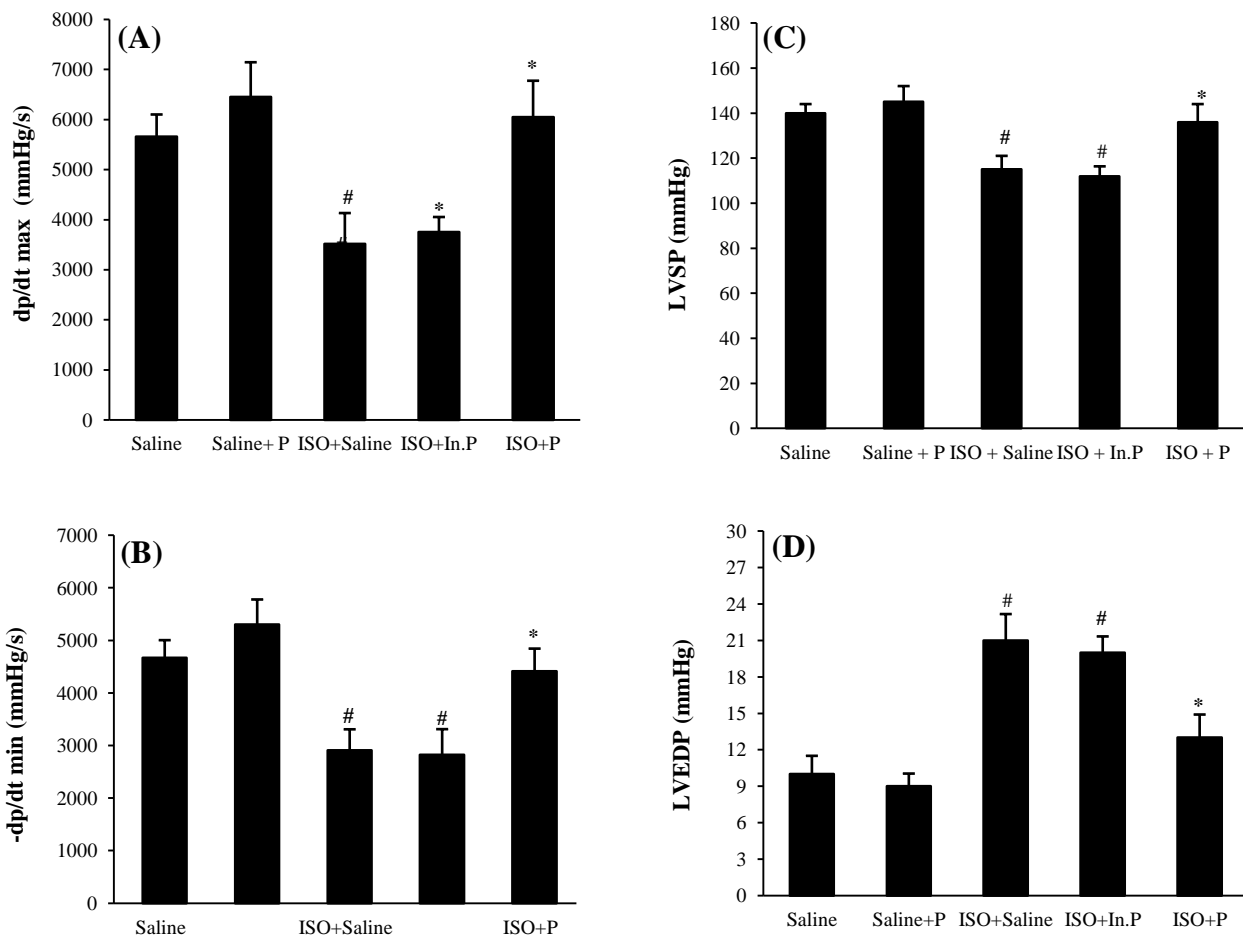 (A)
dp/dt max (mmHg/s)
8000
7000
6000
5000
4000
3000
2000
1000
0
#
#
*
*
Saline
Saline+ P
ISO+Saline
ISO+In.P
ISO+P
(C)
LVSP (mmHg)
180
160
140
120
100
80
60
40
20
0
#
#
*
Saline
Saline + P
ISO + Saline
ISO + In.P
ISO + P
(B)
-dp/dt min (mmHg/s)
7000
6000
5000
4000
3000
2000
1000
0
#
#
*
Saline
ISO+Saline
ISO+P
(D)
LVEDP (mmHg)
30
27
24
21
18
15
12
9
6
3
0
#
#
*
Saline
Saline+P
ISO+Saline
ISO+In.P
ISO+P